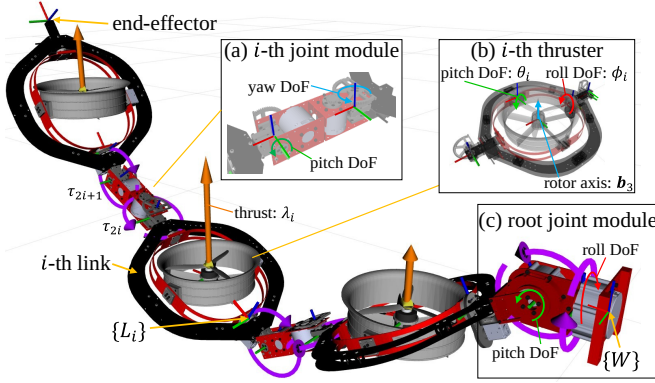 end-effector
(a) i-th joint module
yaw DoF
pitch DoF
(b) i-th thruster
pitch DoF: θᵢ
roll DoF: ϕᵢ
rotor axis: 𝒃₃
τ₂ᵢ₊₁
τ₂ᵢ
thrust: λᵢ
i-th link
{Lᵢ}
(c) root joint module
roll DoF
pitch DoF
{W}